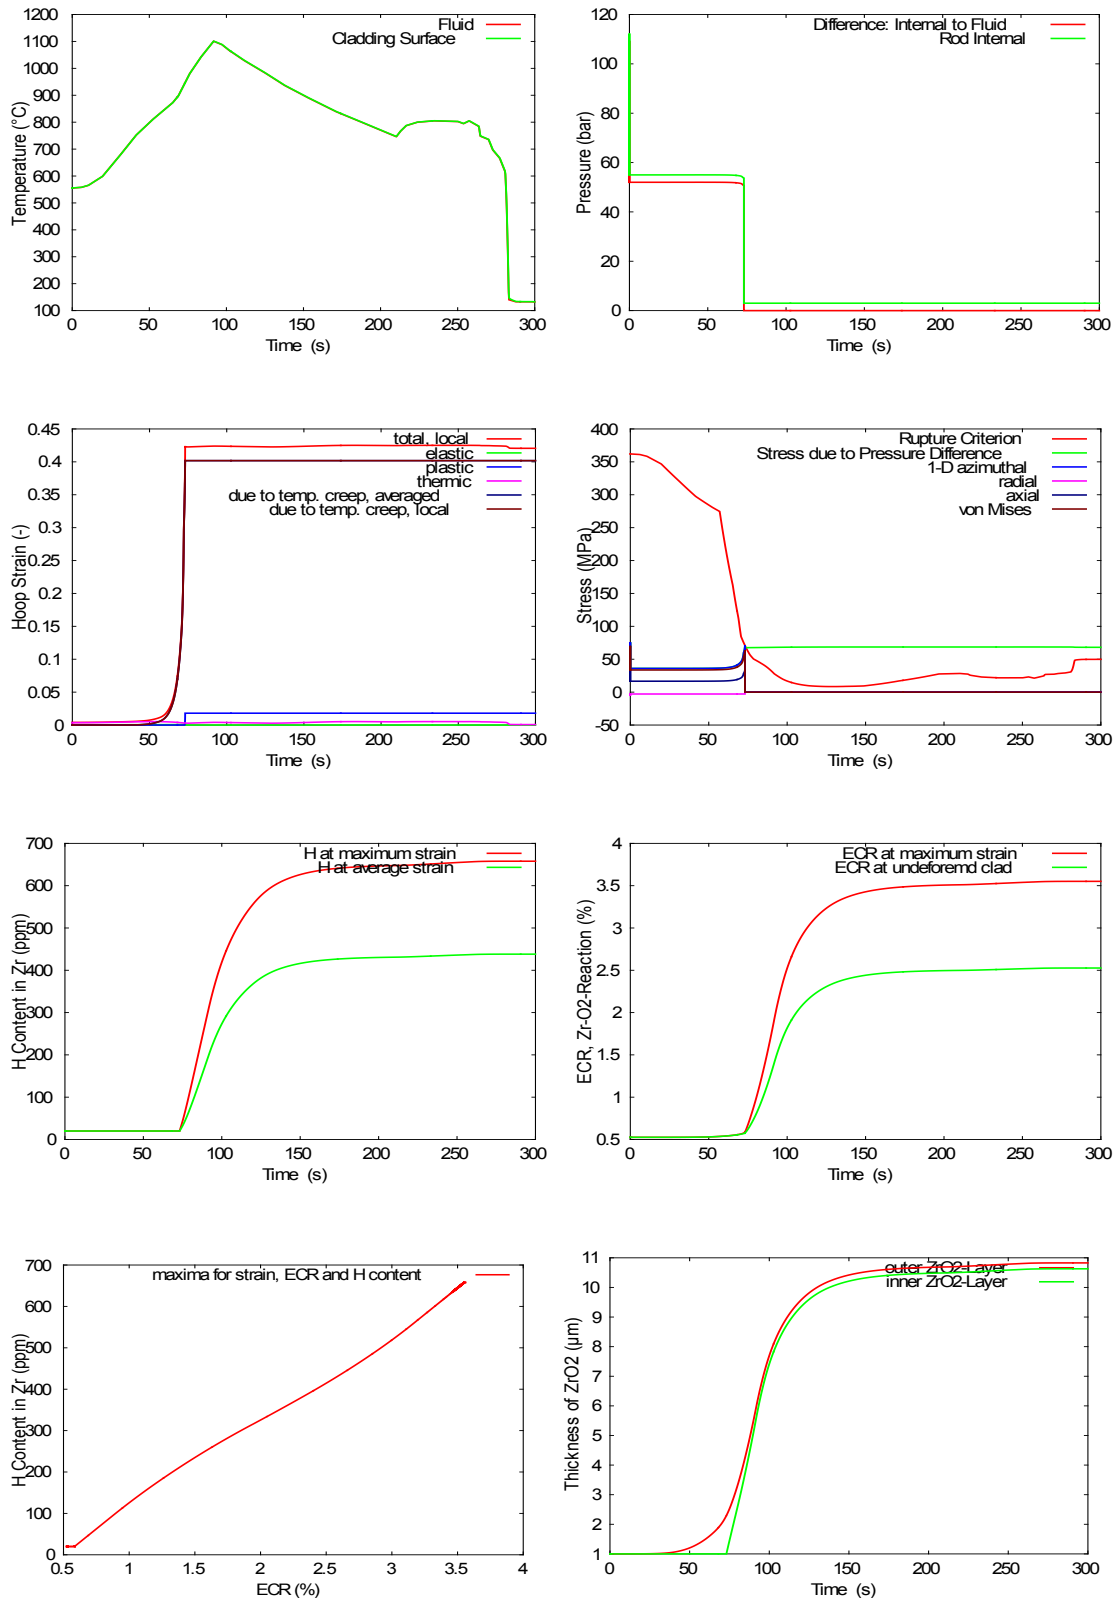 1200
1100
1000
900
800
700
600
500
400
300
200
100
0 50 100 150 200 250 300
Temperature (°C)
Time (s)
Fluid
Cladding Surface
120
100
80
60
40
20
0
0 50 100 150 200 250 300
Pressure (bar)
Time (s)
Difference: Internal to Fluid
Rod Internal
0.45
0.4
0.35
0.3
0.25
0.2
0.15
0.1
0.05
0
0 50 100 150 200 250 300
Hoop Strain (-)
Time (s)
total, local
elastic
plastic
thermic
due to temp. creep, averaged
due to temp. creep, local
400
350
300
250
200
150
100
50
0
-50
0 50 100 150 200 250 300
Stress (MPa)
Time (s)
Rupture Criterion
Stress due to Pressure Difference
1-D azimuthal
radial
axial
von Mises
700
600
500
400
300
200
100
0
0 50 100 150 200 250 300
H Content in Zr (ppm)
Time (s)
H at maximum strain
H at average strain
4
3.5
3
2.5
2
1.5
1
0.5
0 50 100 150 200 250 300
ECR, Zr-O2-Reaction (%)
Time (s)
ECR at maximum strain
ECR at undeforemd clad
700
600
500
400
300
200
100
0
0.5 1 1.5 2 2.5 3 3.5 4
H Content in Zr (ppm)
ECR (%)
maxima for strain, ECR and H content
11
10
9
8
7
6
5
4
3
2
1
0 50 100 150 200 250 300
Thickness of ZrO2 (µm)
Time (s)
outer ZrO2-Layer
inner ZrO2-Layer